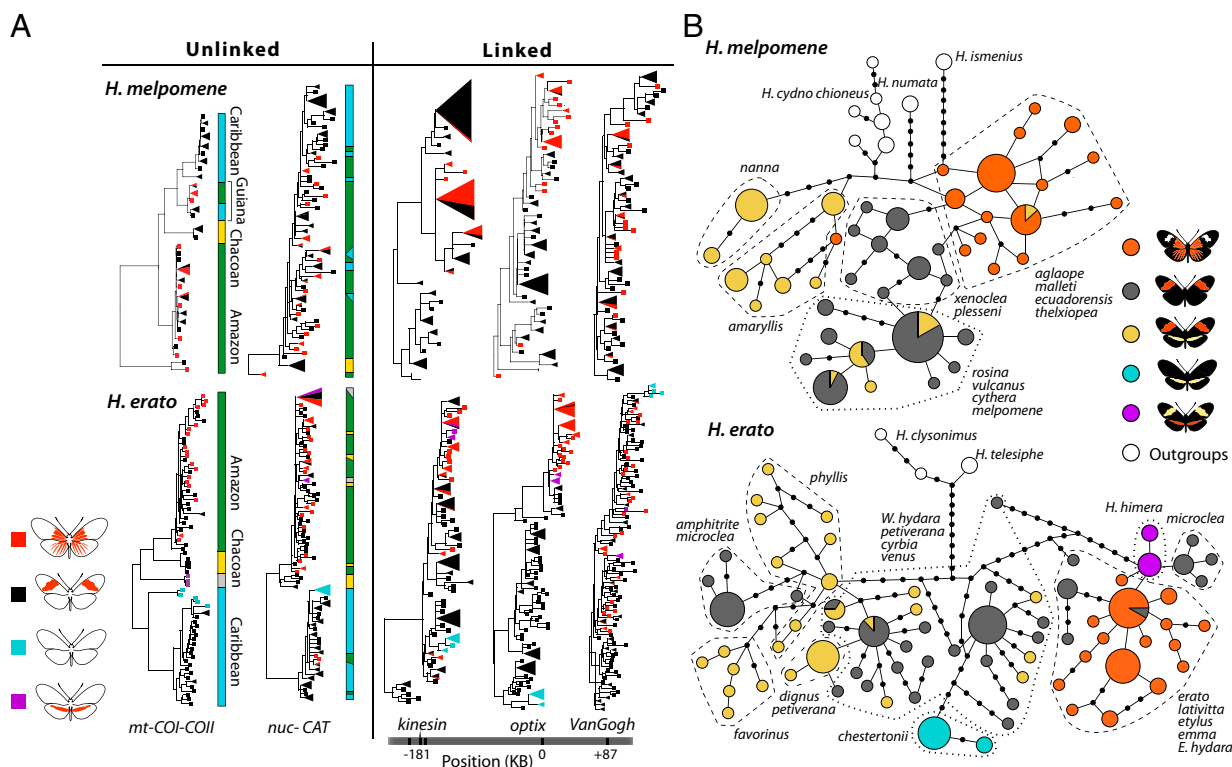 A
Unlinked
Linked
H. melpomene
Caribbean
Guiana
Chacoan
Amazon
H. erato
Amazon
Chacoan
Caribbean
mt-COI-COII
nuc- CAT
kinesin
optix
VanGogh
-181
0
+87
Position (KB)
B
H. melpomene
H. ismenius
H. numata
H. cydno chioneus
nanna
amaryllis
xenoclea
plesseni
aglaope
malleti
ecuadorensis
thelxiopea
rosina
vulcanus
cythera
melpomene
Outgroups
H. erato
H. clysonimus
H. telesiphe
phyllis
amphitrite
microclea
W. hydara
petiverana
cyrbia
venus
H. himera
microclea
dignus
petiverana
favorinus
chestertonii
erato
lativitta
etylus
emma
E. hydara